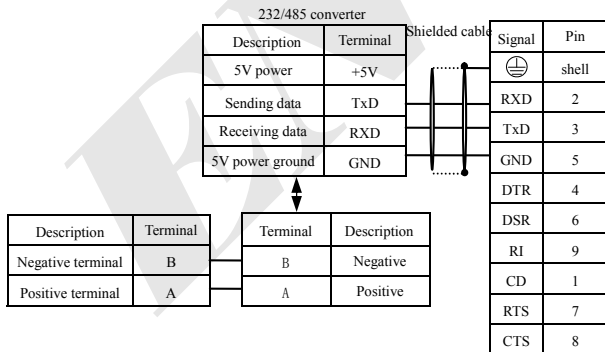 232/485 converter
Description Terminal
5V power +5V
Sending data TxD
Receiving data RXD
5V power ground GND
Shielded cable
Signal Pin
shell
RXD 2
TxD 3
GND 5
DTR 4
DSR 6
RI 9
CD 1
RTS 7
CTS 8
Description Terminal
Negative terminal B
Positive terminal A
Terminal Description
B Negative
A Positive